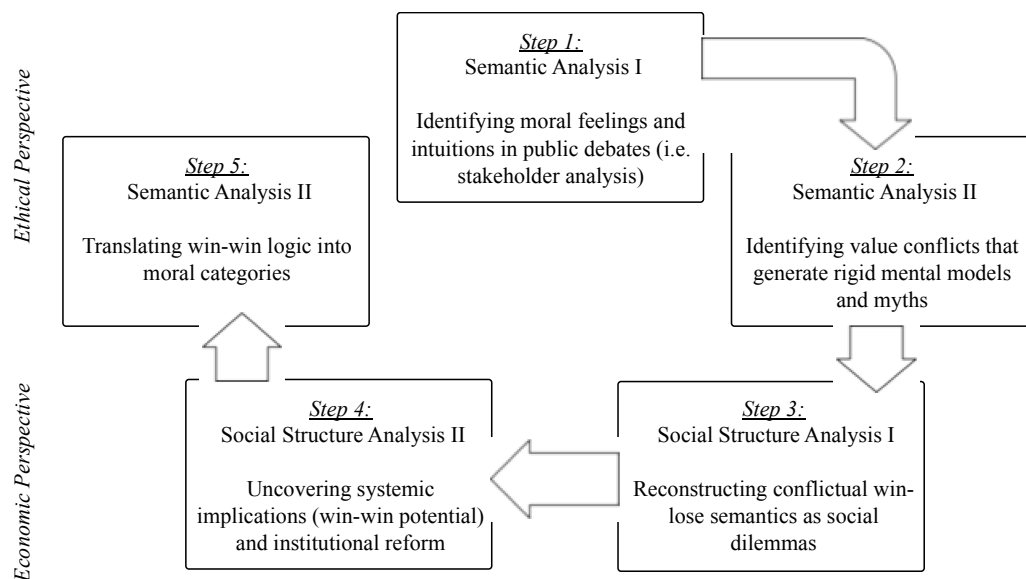 Ethical Perspective
Step 1:
Semantic Analysis I
Identifying moral feelings and
intuitions in public debates (i.e.
stakeholder analysis)
Step 2:
Semantic Analysis II
Identifying value conflicts that
generate rigid mental models
and myths
Step 5:
Semantic Analysis II
Translating win-win logic into
moral categories
Economic Perspective
Step 3:
Social Structure Analysis I
Reconstructing conflictual win-
lose semantics as social
dilemmas
Step 4:
Social Structure Analysis II
Uncovering systemic
implications (win-win potential)
and institutional reform